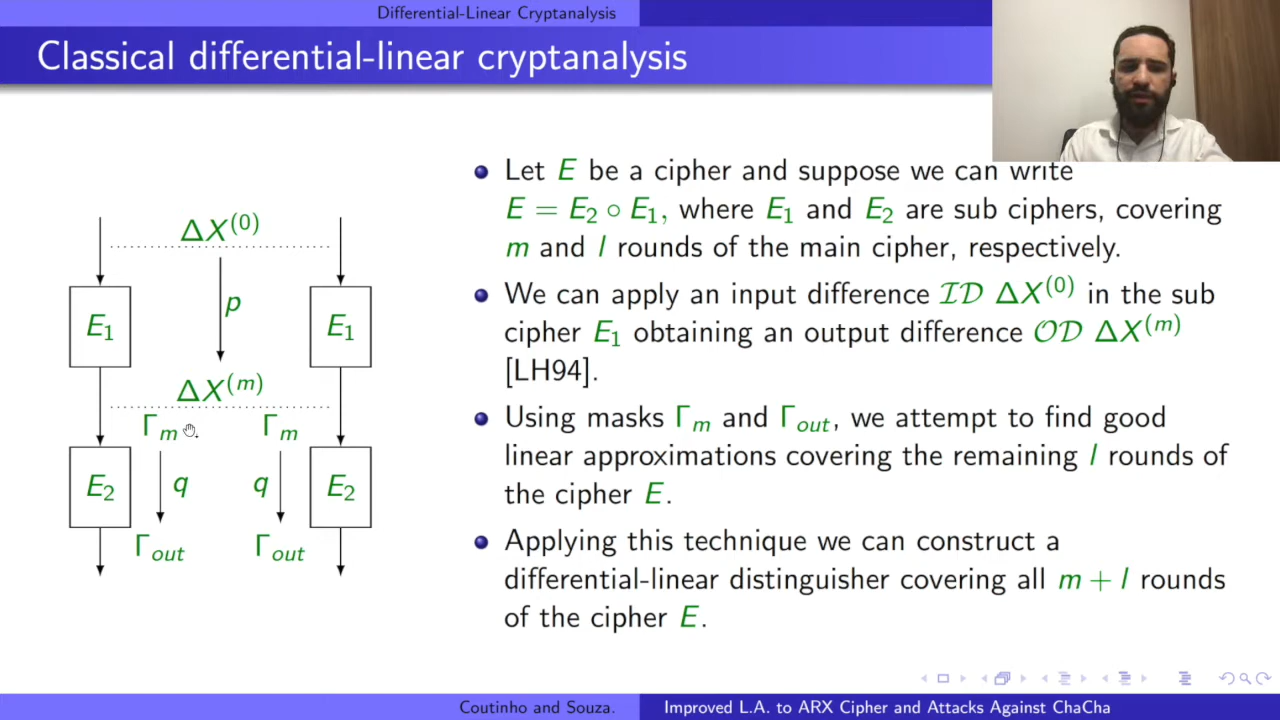 Differential-Linear Cryptanalysis
Classical differential-linear cryptanalysis
ΔX^(0)
p
E₁
E₁
ΔX^(m)
Γₘ
Γₘ
E₂
q
q
E₂
Γ_out
Γ_out
Let E be a cipher and suppose we can write
E = E₂ ∘ E₁, where E₁ and E₂ are sub ciphers, covering
m and l rounds of the main cipher, respectively.
We can apply an input difference ID ΔX^(0) in the sub
cipher E₁ obtaining an output difference OD ΔX^(m)
[LH94].
Using masks Γₘ and Γ_out, we attempt to find good
linear approximations covering the remaining l rounds of
the cipher E.
Applying this technique we can construct a
differential-linear distinguisher covering all m + l rounds
of the cipher E.
Coutinho and Souza.
Improved L.A. to ARX Cipher and Attacks Against ChaCha